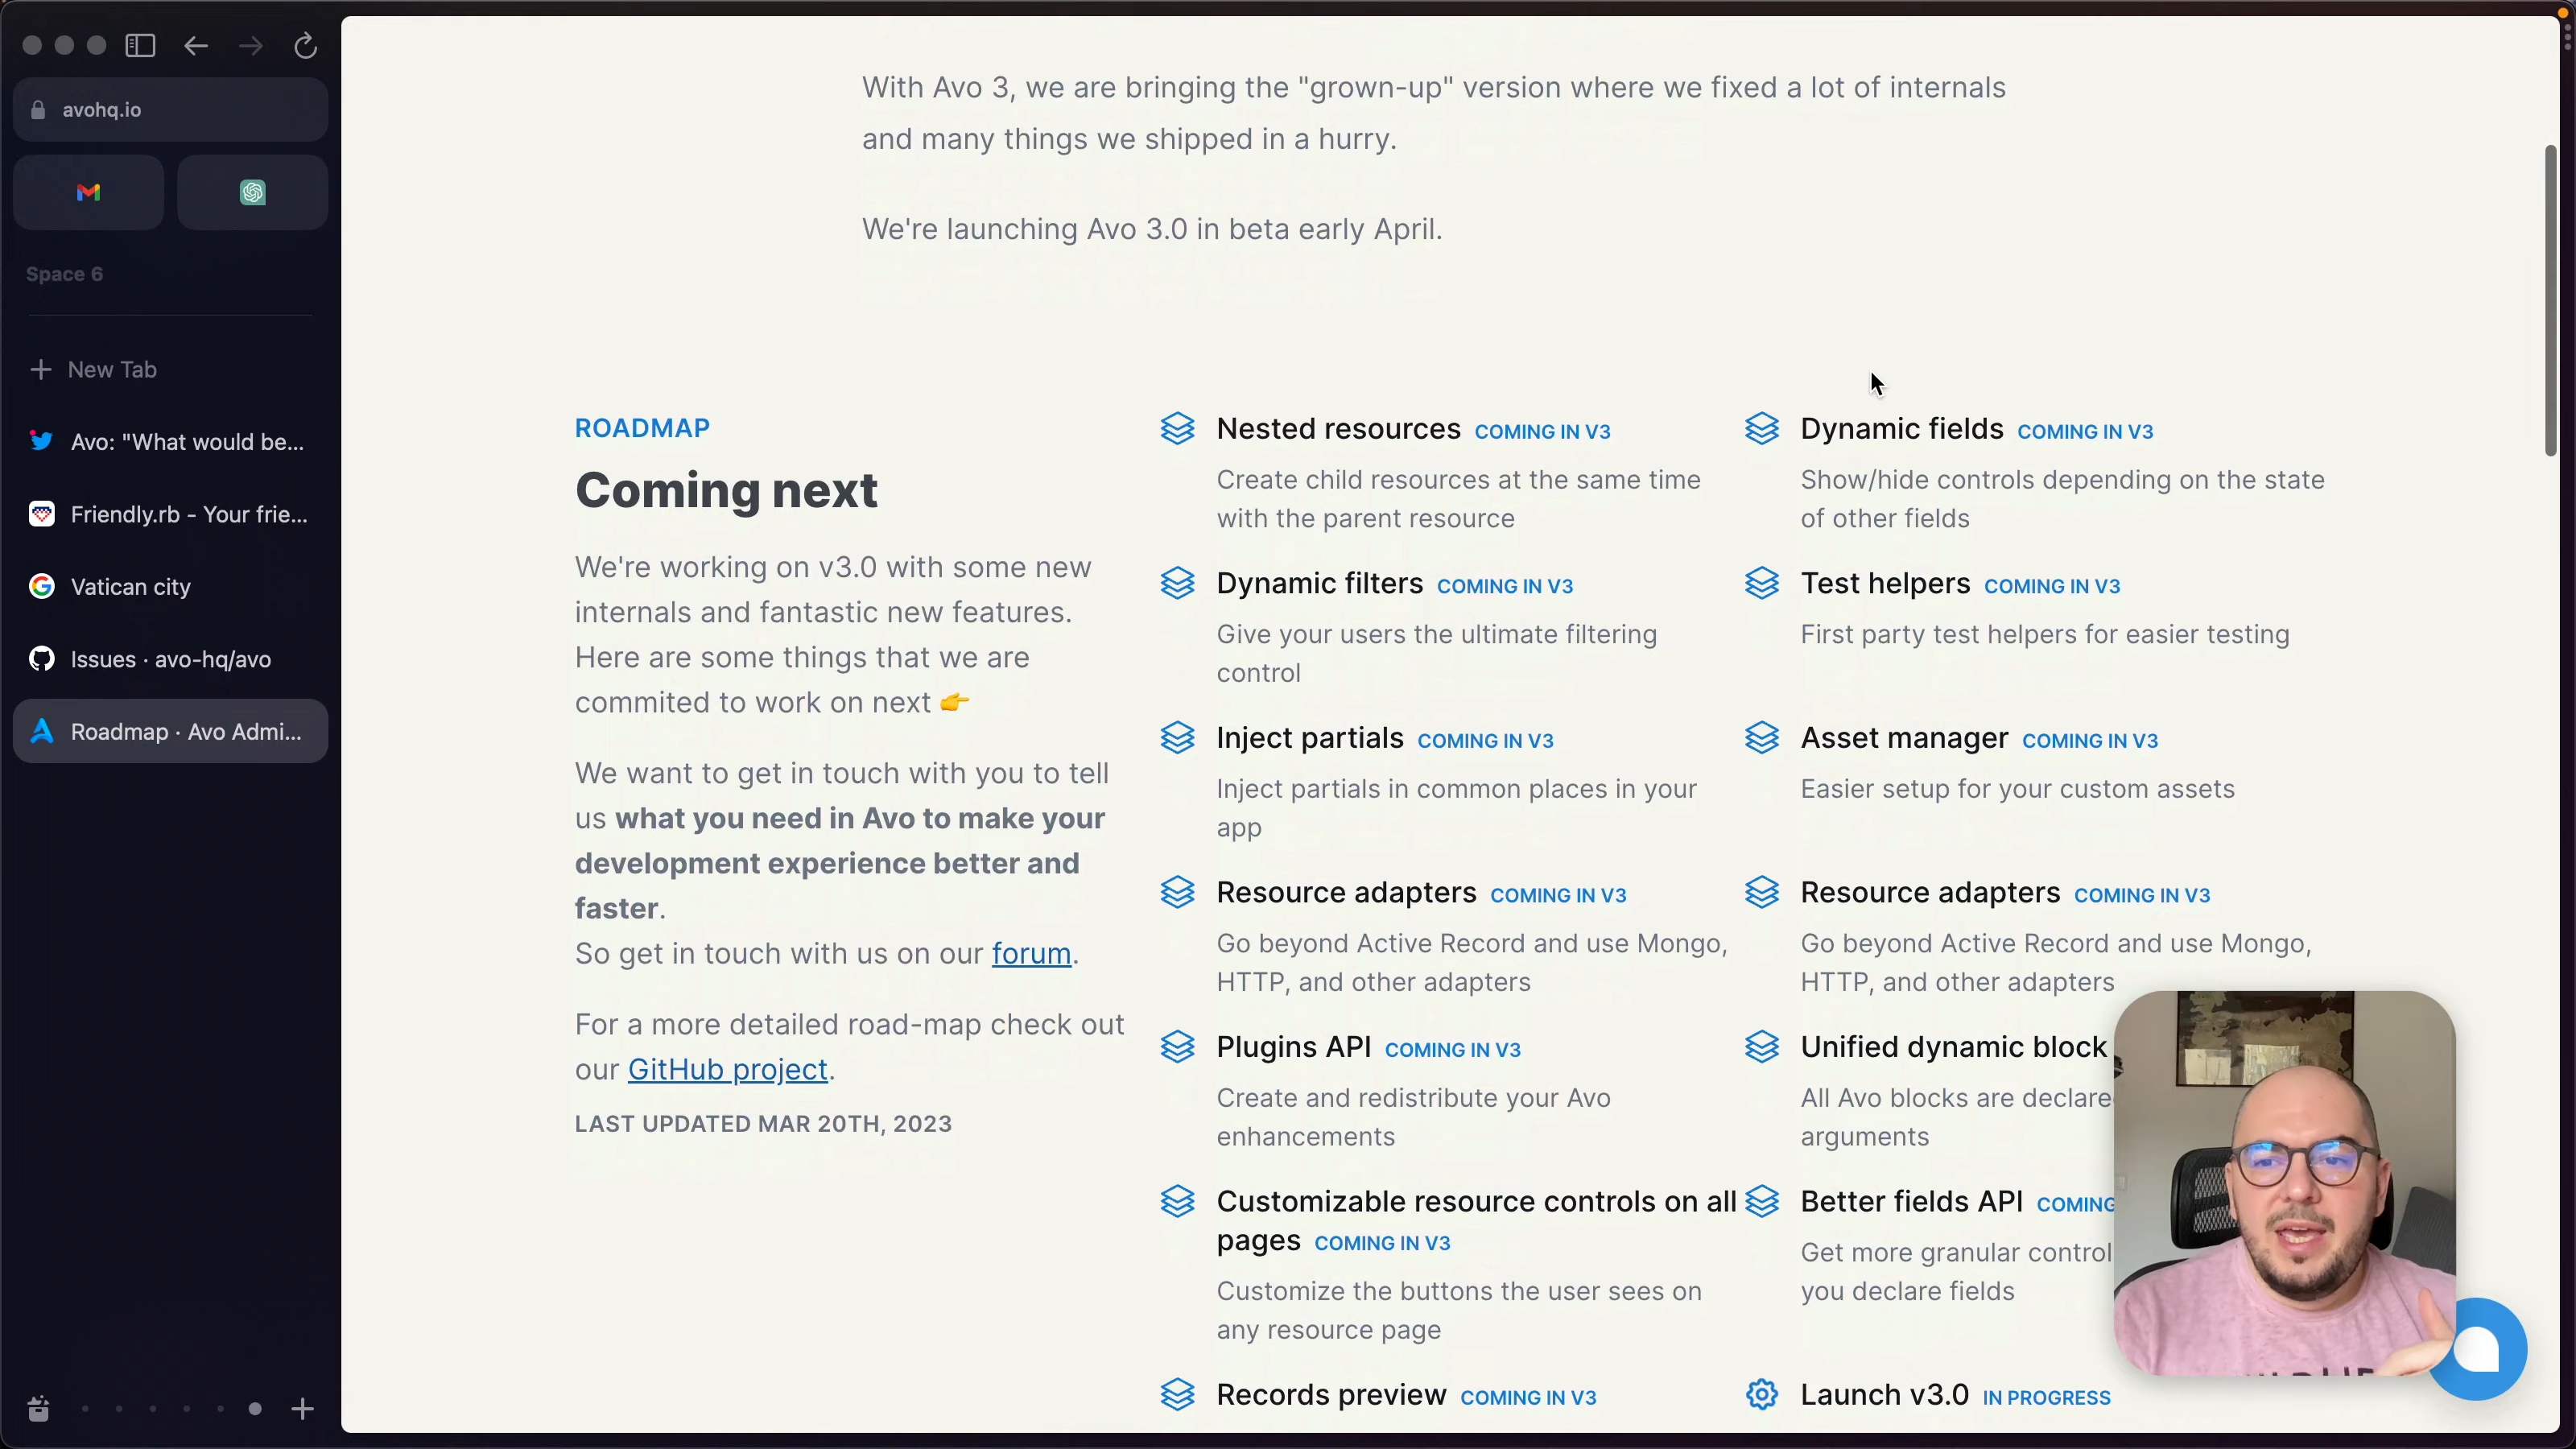 avohq.io
Space 6
New Tab
Avo: "What would be...
Friendly.rb - Your frie...
Vatican city
Issues · avo-hq/avo
Roadmap · Avo Admi...
With Avo 3, we are bringing the "grown-up" version where we fixed a lot of internals
and many things we shipped in a hurry.
We're launching Avo 3.0 in beta early April.
ROADMAP
Coming next
We're working on v3.0 with some new
internals and fantastic new features.
Here are some things that we are
commited to work on next 👉
We want to get in touch with you to tell
us what you need in Avo to make your
development experience better and
faster.
So get in touch with us on our forum.
For a more detailed road-map check out
our GitHub project.
LAST UPDATED MAR 20TH, 2023
Nested resources COMING IN V3
Create child resources at the same time
with the parent resource
Dynamic filters COMING IN V3
Give your users the ultimate filtering
control
Inject partials COMING IN V3
Inject partials in common places in your
app
Resource adapters COMING IN V3
Go beyond Active Record and use Mongo,
HTTP, and other adapters
Plugins API COMING IN V3
Create and redistribute your Avo
enhancements
Customizable resource controls on all
pages COMING IN V3
Customize the buttons the user sees on
any resource page
Records preview COMING IN V3
Dynamic fields COMING IN V3
Show/hide controls depending on the state
of other fields
Test helpers COMING IN V3
First party test helpers for easier testing
Asset manager COMING IN V3
Easier setup for your custom assets
Resource adapters COMING IN V3
Go beyond Active Record and use Mongo,
HTTP, and other adapters
Unified dynamic block
All Avo blocks are declare
arguments
Better fields API COMING
Get more granular control
you declare fields
Launch v3.0 IN PROGRESS